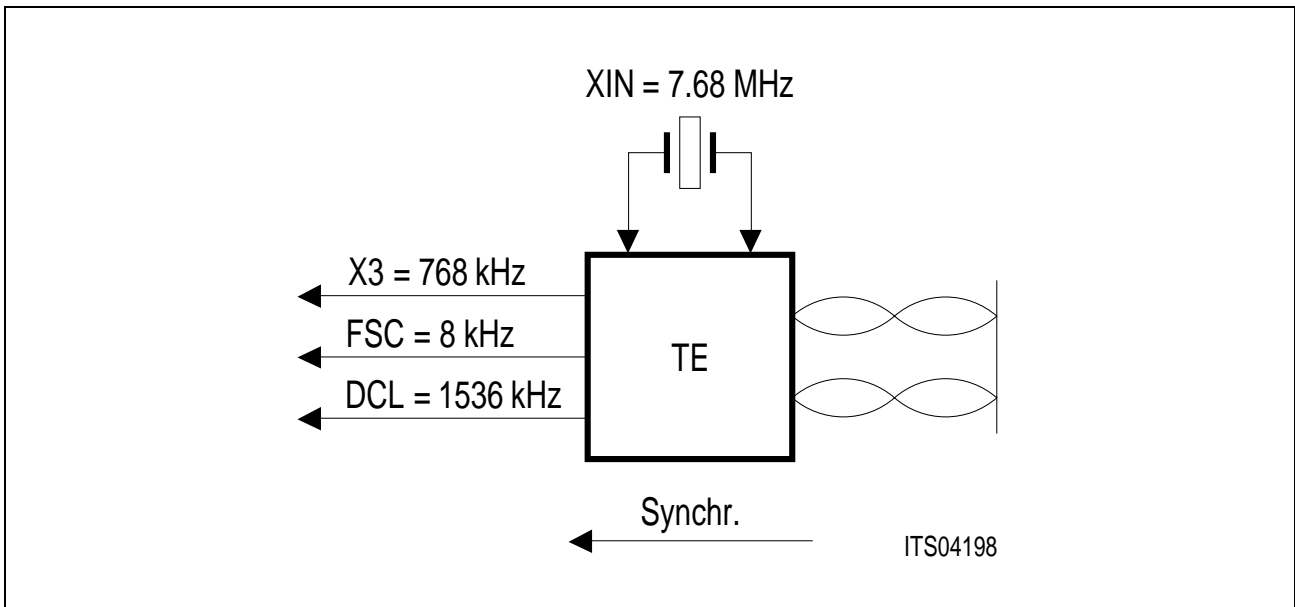 XIN = 7.68 MHz
X3 = 768 kHz
FSC = 8 kHz
DCL = 1536 kHz
TE
Synchr.
ITS04198